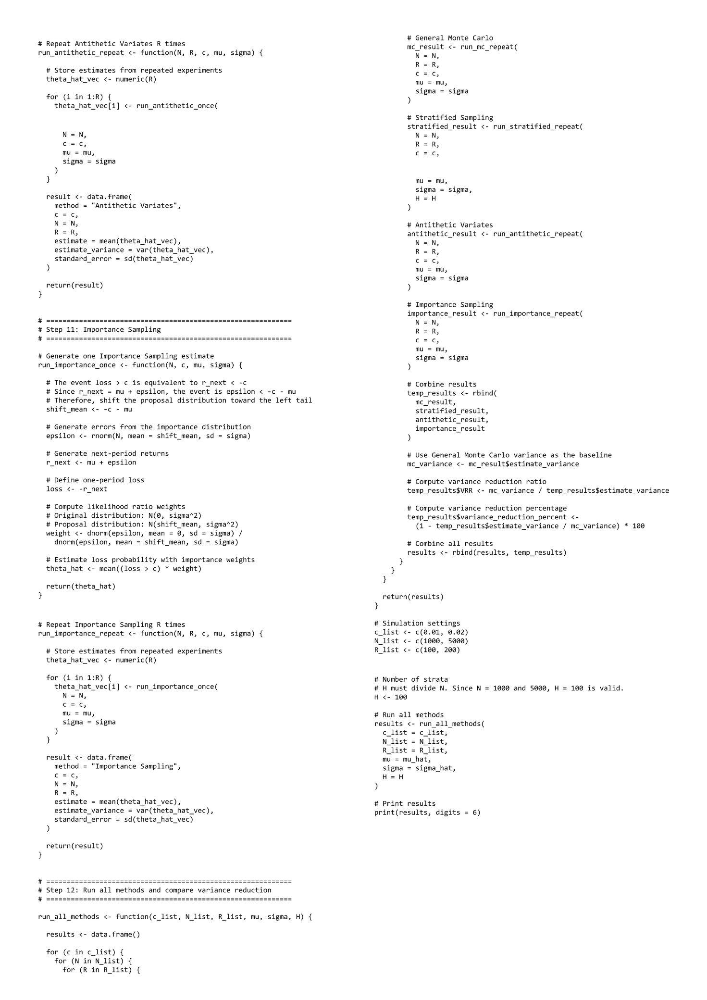 # Repeat Antithetic Variates R times
run_antithetic_repeat <- function(N, R, c, mu, sigma) {
  # Store estimates from repeated experiments
  theta_hat_vec <- numeric(R)
  for (i in 1:R) {
    theta_hat_vec[i] <- run_antithetic_once(
      N = N,
      c = c,
      mu = mu,
      sigma = sigma
    )
  }
  result <- data.frame(
    method = "Antithetic Variates",
    c = c,
    N = N,
    R = R,
    estimate = mean(theta_hat_vec),
    estimate_variance = var(theta_hat_vec),
    standard_error = sd(theta_hat_vec)
  )
  return(result)
}
# ============================================================
# Step 11: Importance Sampling
# ============================================================
# Generate one Importance Sampling estimate
run_importance_once <- function(N, c, mu, sigma) {
  # The event loss > c is equivalent to r_next < -c
  # Since r_next = mu + epsilon, the event is epsilon < -c - mu
  # Therefore, shift the proposal distribution toward the left tail
  shift_mean <- -c - mu
  # Generate errors from the importance distribution
  epsilon <- rnorm(N, mean = shift_mean, sd = sigma)
  # Generate next-period returns
  r_next <- mu + epsilon
  # Define one-period loss
  loss <- -r_next
  # Compute likelihood ratio weights
  # Original distribution: N(0, sigma^2)
  # Proposal distribution: N(shift_mean, sigma^2)
  weight <- dnorm(epsilon, mean = 0, sd = sigma) /
    dnorm(epsilon, mean = shift_mean, sd = sigma)
  # Estimate loss probability with importance weights
  theta_hat <- mean((loss > c) * weight)
  return(theta_hat)
}
# Repeat Importance Sampling R times
run_importance_repeat <- function(N, R, c, mu, sigma) {
  # Store estimates from repeated experiments
  theta_hat_vec <- numeric(R)
  for (i in 1:R) {
    theta_hat_vec[i] <- run_importance_once(
      N = N,
      c = c,
      mu = mu,
      sigma = sigma
    )
  }
  result <- data.frame(
    method = "Importance Sampling",
    c = c,
    N = N,
    R = R,
    estimate = mean(theta_hat_vec),
    estimate_variance = var(theta_hat_vec),
    standard_error = sd(theta_hat_vec)
  )
  return(result)
}
# ============================================================
# Step 12: Run all methods and compare variance reduction
# ============================================================
run_all_methods <- function(c_list, N_list, R_list, mu, sigma, H) {
  results <- data.frame()
  for (c in c_list) {
    for (N in N_list) {
      for (R in R_list) {
        # General Monte Carlo
        mc_result <- run_mc_repeat(
          N = N,
          R = R,
          c = c,
          mu = mu,
          sigma = sigma
        )
        # Stratified Sampling
        stratified_result <- run_stratified_repeat(
          N = N,
          R = R,
          c = c,
          mu = mu,
          sigma = sigma,
          H = H
        )
        # Antithetic Variates
        antithetic_result <- run_antithetic_repeat(
          N = N,
          R = R,
          c = c,
          mu = mu,
          sigma = sigma
        )
        # Importance Sampling
        importance_result <- run_importance_repeat(
          N = N,
          R = R,
          c = c,
          mu = mu,
          sigma = sigma
        )
        # Combine results
        temp_results <- rbind(
          mc_result,
          stratified_result,
          antithetic_result,
          importance_result
        )
        # Use General Monte Carlo variance as the baseline
        mc_variance <- mc_result$estimate_variance
        # Compute variance reduction ratio
        temp_results$VRR <- mc_variance / temp_results$estimate_variance
        # Compute variance reduction percentage
        temp_results$variance_reduction_percent <-
          (1 - temp_results$estimate_variance / mc_variance) * 100
        # Combine all results
        results <- rbind(results, temp_results)
      }
    }
  }
  return(results)
}
# Simulation settings
c_list <- c(0.01, 0.02)
N_list <- c(1000, 5000)
R_list <- c(100, 200)
# Number of strata
# H must divide N. Since N = 1000 and 5000, H = 100 is valid.
H <- 100
# Run all methods
results <- run_all_methods(
  c_list = c_list,
  N_list = N_list,
  R_list = R_list,
  mu = mu_hat,
  sigma = sigma_hat,
  H = H
)
# Print results
print(results, digits = 6)